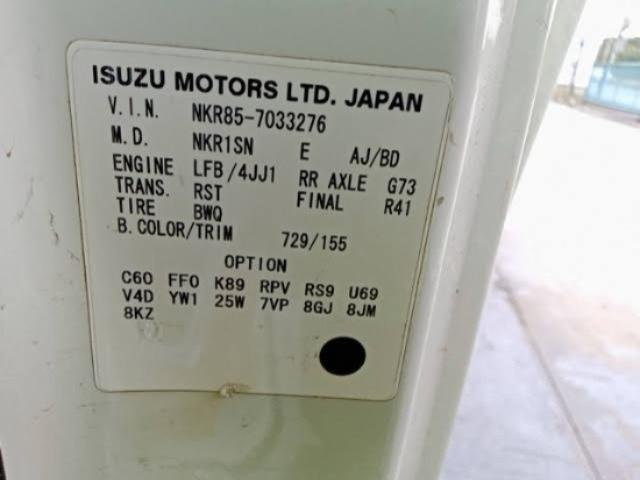 ISUZU MOTORS LTD. JAPAN
V.I.N. NKR85-7033276
M.D. NKR1SN E AJ/BD
ENGINE LFB/4JJ1 RR AXLE G73
TRANS. RST FINAL R41
TIRE BWQ
B.COLOR/TRIM 729/155
OPTION
C60 FF0 K89 RPV RS9 U69
V4D YW1 25W 7VP 8GJ 8JM
8KZ